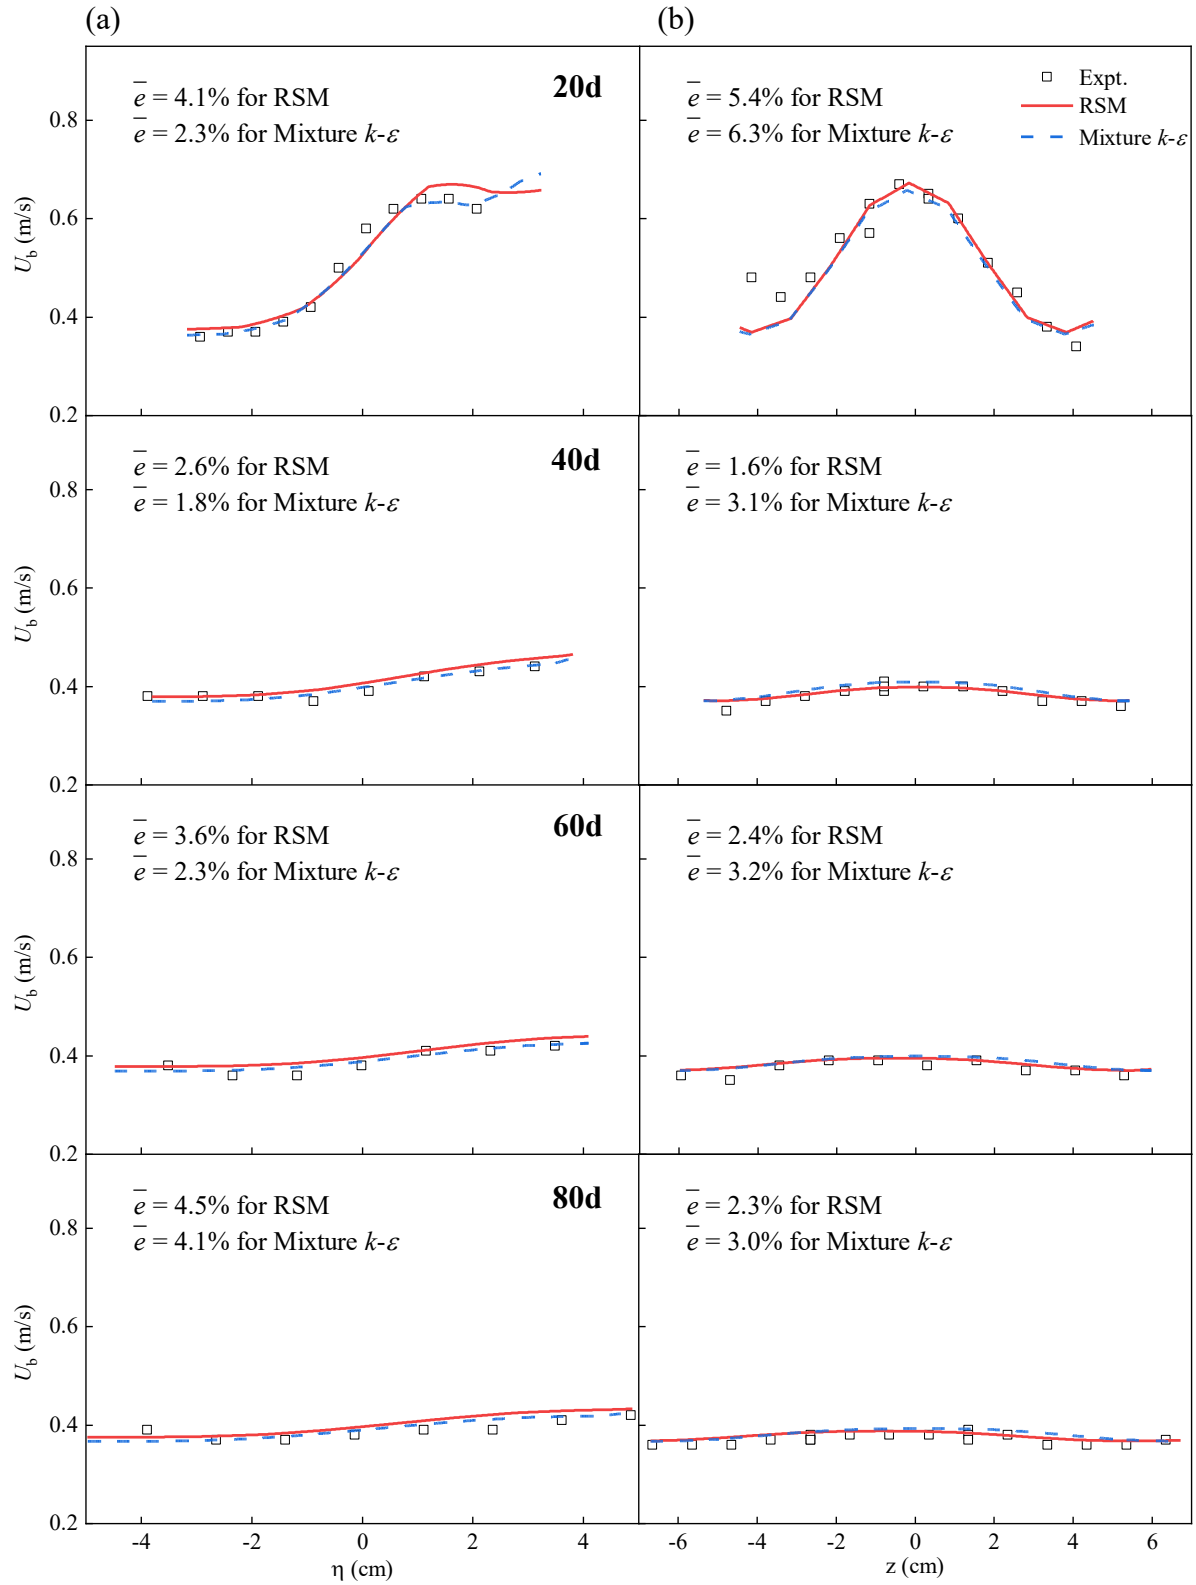 (a)
(b)
e = 4.1% for RSM
e = 2.3% for Mixture k-ε
20d
e = 5.4% for RSM
e = 6.3% for Mixture k-ε
Expt.
RSM
Mixture k-ε
0.8
0.6
0.4
0.2
U_b (m/s)
e = 2.6% for RSM
e = 1.8% for Mixture k-ε
40d
e = 1.6% for RSM
e = 3.1% for Mixture k-ε
0.8
0.6
0.4
0.2
U_b (m/s)
e = 3.6% for RSM
e = 2.3% for Mixture k-ε
60d
e = 2.4% for RSM
e = 3.2% for Mixture k-ε
0.8
0.6
0.4
0.2
U_b (m/s)
e = 4.5% for RSM
e = 4.1% for Mixture k-ε
80d
e = 2.3% for RSM
e = 3.0% for Mixture k-ε
0.8
0.6
0.4
0.2
U_b (m/s)
-4 -2 0 2 4
-6 -4 -2 0 2 4 6
η (cm)
z (cm)